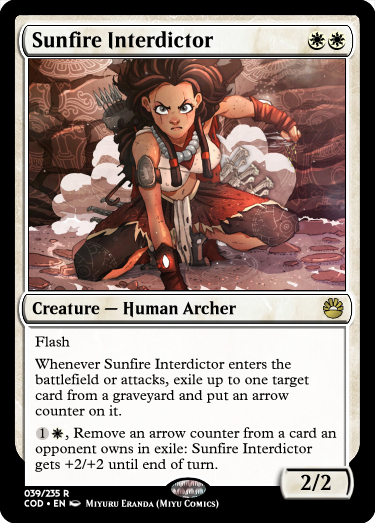 Sunfire Interdictor
Creature — Human Archer
Flash
Whenever Sunfire Interdictor enters the
battlefield or attacks, exile up to one target
card from a graveyard and put an arrow
counter on it.
1, Remove an arrow counter from a card an
opponent owns in exile: Sunfire Interdictor
gets +2/+2 until end of turn.
2/2
039/235 R
COD • EN Miyuru Eranda (Miyu Comics)